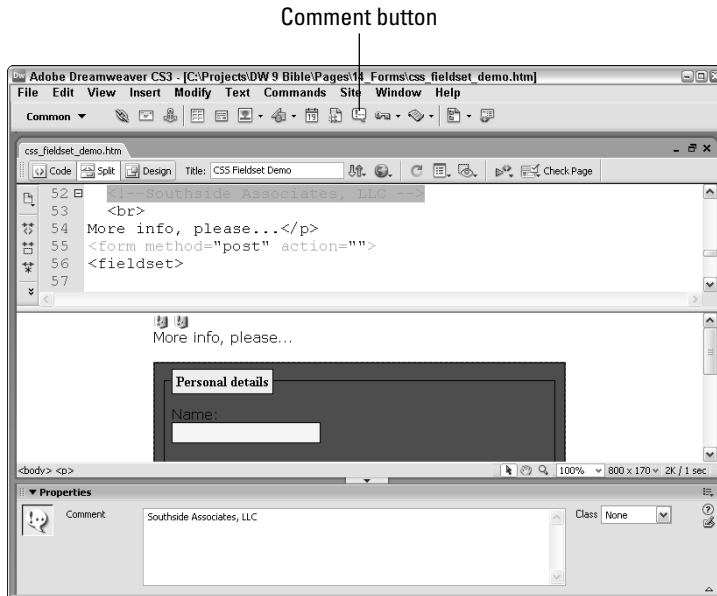 Comment button
Dw Adobe Dreamweaver CS3 - [C:\Projects\DW 9 Bible\Pages\14_Forms\css_fieldset_demo.htm]
File Edit View Insert Modify Text Commands Site Window Help
Common
css_fieldset_demo.htm
Code Split Design Title: CSS Fieldset Demo Check Page
52 <!--Southside Associates, LLC -->
53 <br>
54 More info, please...</p>
55 <form method="post" action="">
56 <fieldset>
57
More info, please...
Personal details
Name:
<body> <p> 100% 800 x 170 2K / 1 sec
Properties
Comment Southside Associates, LLC Class None